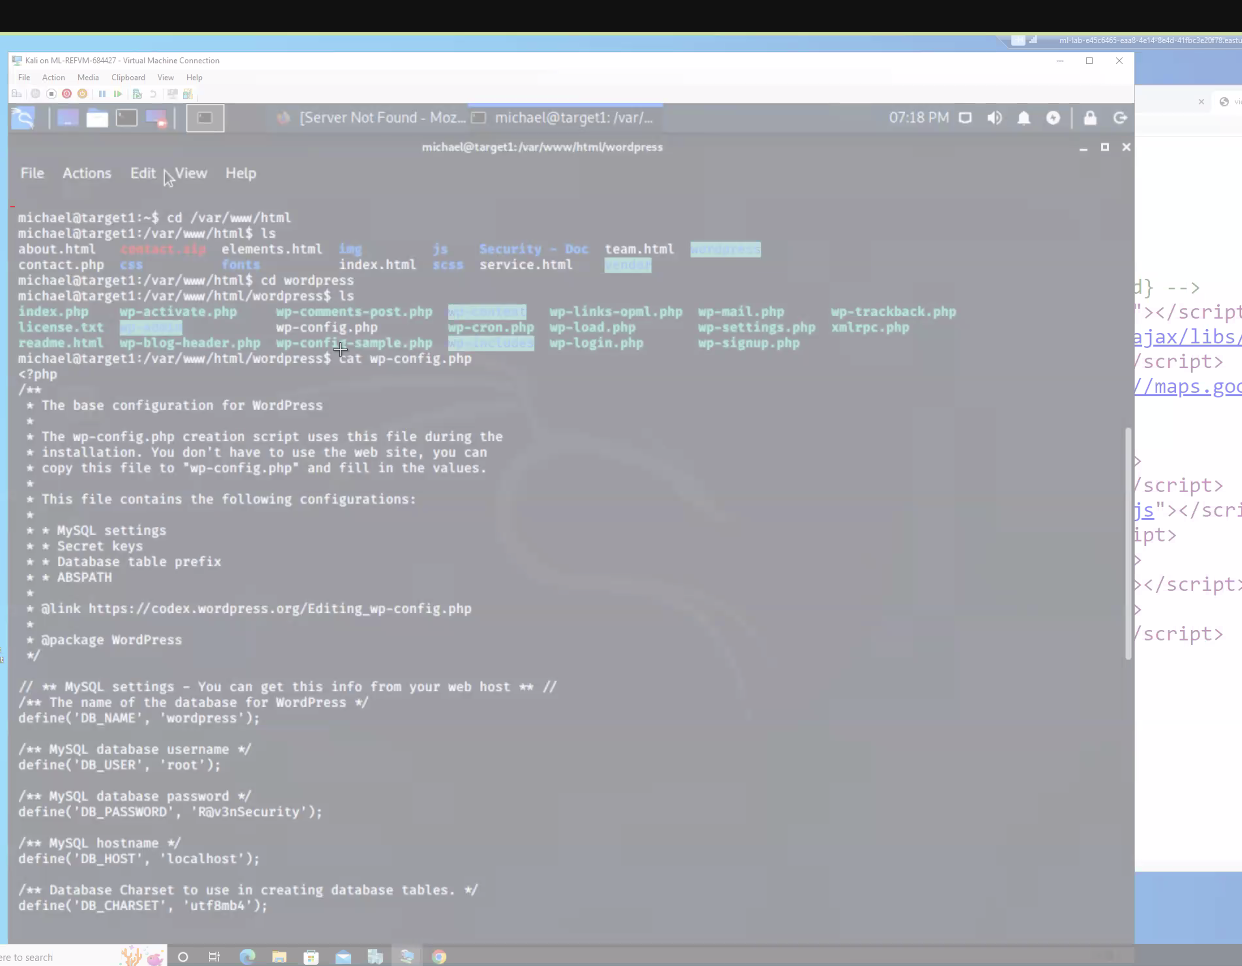 ml-lab-e45c6465-eaa8-4e14-8e4d-41fbc3e20f78.eastu
Kali on ML-REFVM-684427 - Virtual Machine Connection
File Action Media Clipboard View Help
[Server Not Found - Moz... michael@target1: /var/... 07:18 PM
michael@target1:/var/www/html/wordpress
File Actions Edit View Help
michael@target1:~$ cd /var/www/html
michael@target1:/var/www/html$ ls
about.html contact.zip elements.html img js Security - Doc team.html wordpress
contact.php css fonts index.html scss service.html vendor
michael@target1:/var/www/html$ cd wordpress
michael@target1:/var/www/html/wordpress$ ls
index.php wp-activate.php wp-comments-post.php wp-content wp-links-opml.php wp-mail.php wp-trackback.php
license.txt wp-admin wp-config.php wp-cron.php wp-load.php wp-settings.php xmlrpc.php
readme.html wp-blog-header.php wp-config-sample.php wp-includes wp-login.php wp-signup.php
michael@target1:/var/www/html/wordpress$ cat wp-config.php
<?php
/**
 * The base configuration for WordPress
 *
 * The wp-config.php creation script uses this file during the
 * installation. You don't have to use the web site, you can
 * copy this file to "wp-config.php" and fill in the values.
 *
 * This file contains the following configurations:
 *
 * * MySQL settings
 * * Secret keys
 * * Database table prefix
 * * ABSPATH
 *
 * @link https://codex.wordpress.org/Editing_wp-config.php
 *
 * @package WordPress
 */
// ** MySQL settings - You can get this info from your web host ** //
/** The name of the database for WordPress */
define('DB_NAME', 'wordpress');
/** MySQL database username */
define('DB_USER', 'root');
/** MySQL database password */
define('DB_PASSWORD', 'R@v3nSecurity');
/** MySQL hostname */
define('DB_HOST', 'localhost');
/** Database Charset to use in creating database tables. */
define('DB_CHARSET', 'utf8mb4');
d} -->
"></script
ajax/libs/
/script>
//maps.goo
>
/script>
js"></scri
ipt>
>
></script>
>
/script>
ere to search